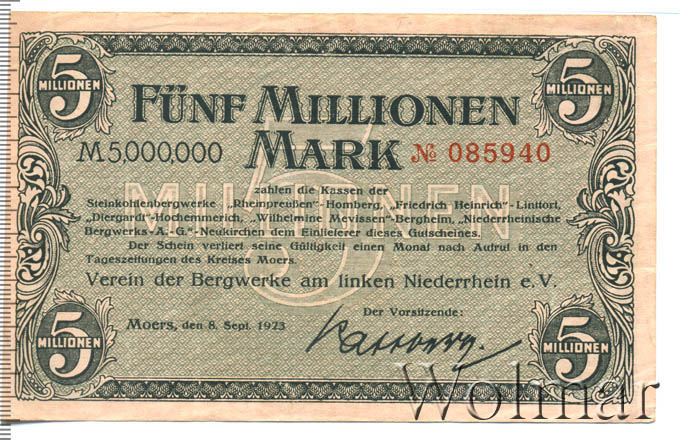 5 MILLIONEN
5 MILLIONEN
FÜNF MILLIONEN
M 5,000,000 MARK № 085940
5 MILLIONEN
zahlen die Kassen der
Steinkohlenbergwerke „Rheinpreußen"-Homberg, „Friedrich Heinrich"-Lintfort,
„Diergardt"-Hochemmerich, „Wilhelmine Mevissen"-Bergheim, „Niederrheinische
Bergwerks-A.-G."-Neukirchen dem Einlieferer dieses Gutscheines.
Der Schein verliert seine Gültigkeit einen Monat nach Aufruf in den
Tageszeitungen des Kreises Moers.
Verein der Bergwerke am linken Niederrhein e.V.
Der Vorsitzende:
Moers, den 8. Sept. 1923
5 MILLIONEN
5 MILLIONEN
Wolmar